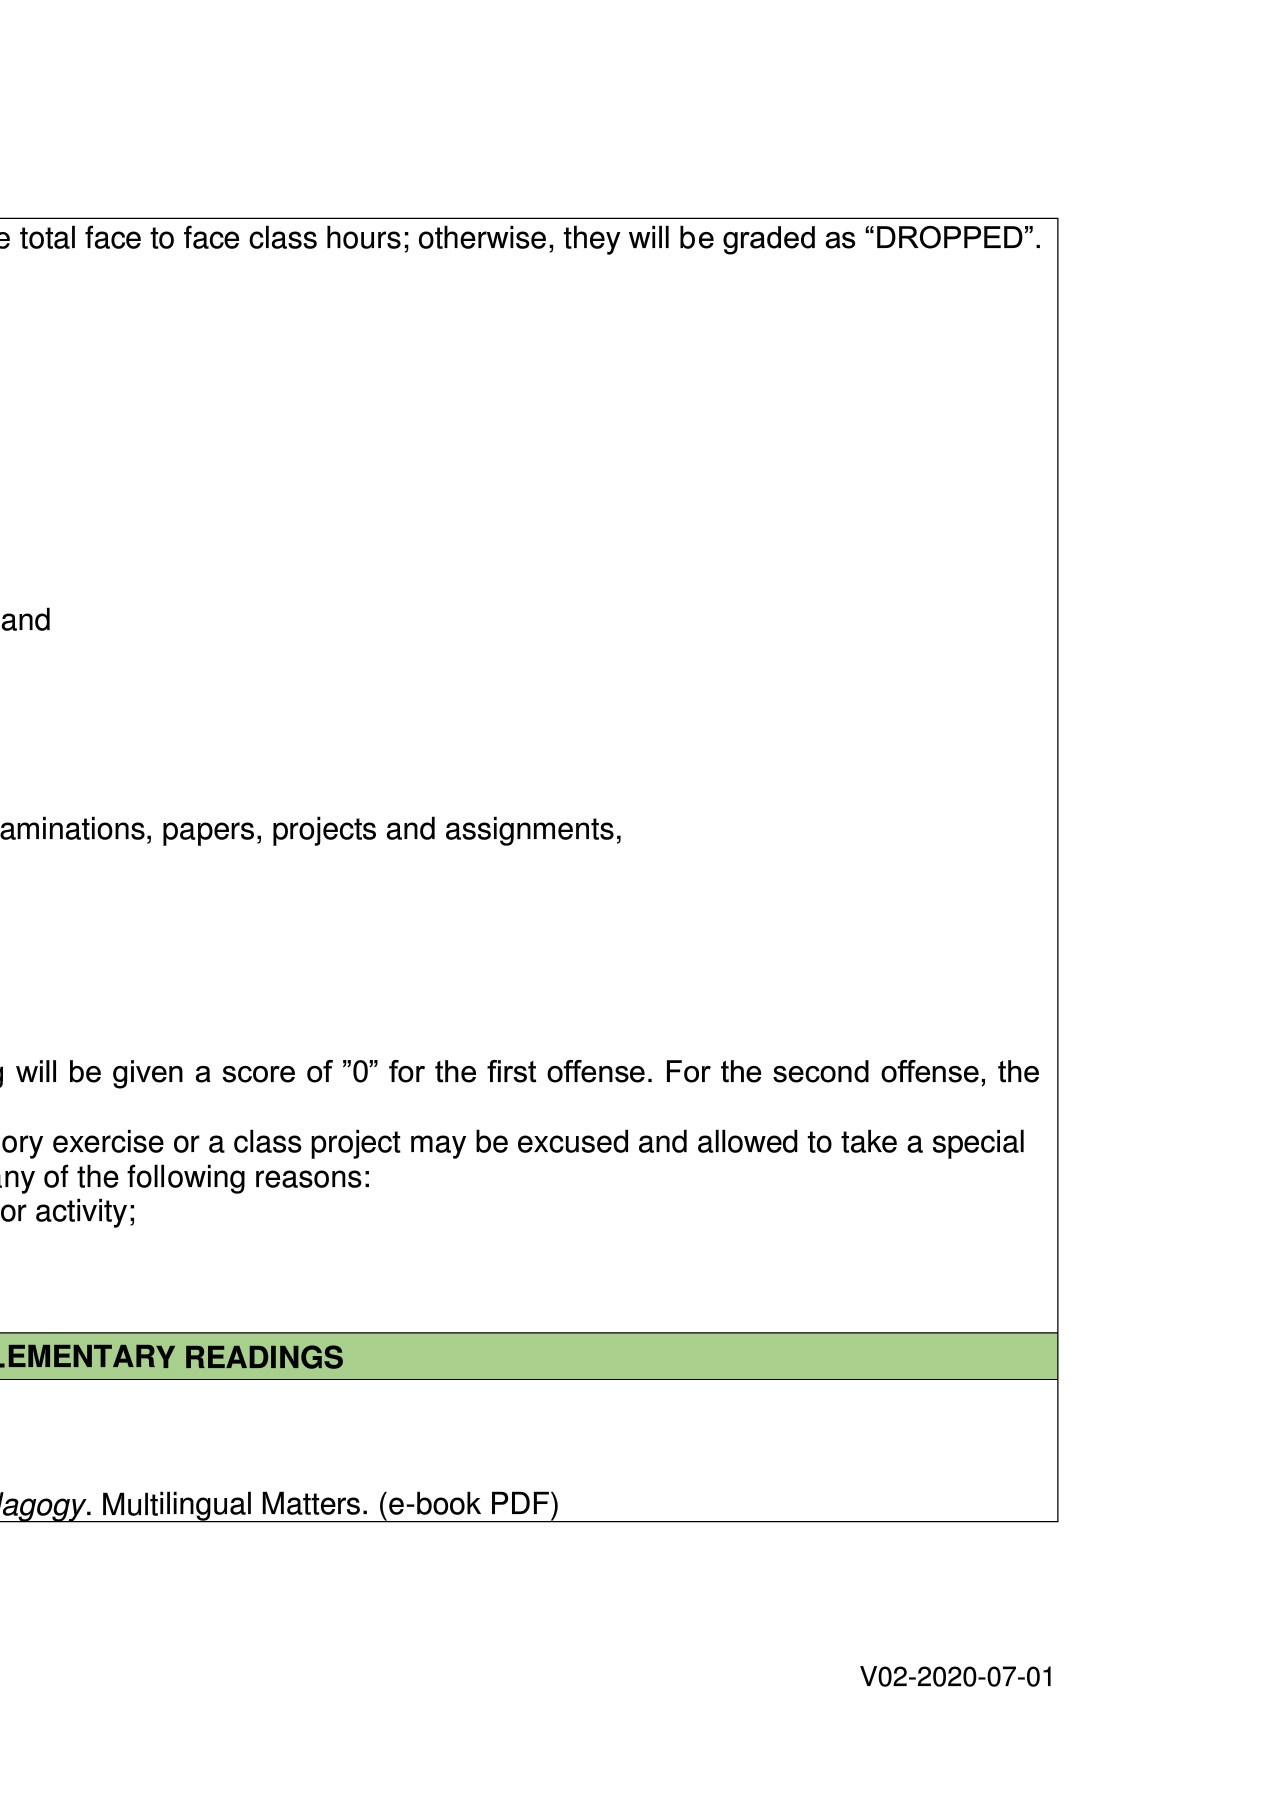 e total face to face class hours; otherwise, they will be graded as “DROPPED”.
and
aminations, papers, projects and assignments,
g will be given a score of ”0” for the first offense. For the second offense, the
ory exercise or a class project may be excused and allowed to take a special
any of the following reasons:
or activity;
LEMENTARY READINGS
dagogy. Multilingual Matters. (e-book PDF)
V02-2020-07-01